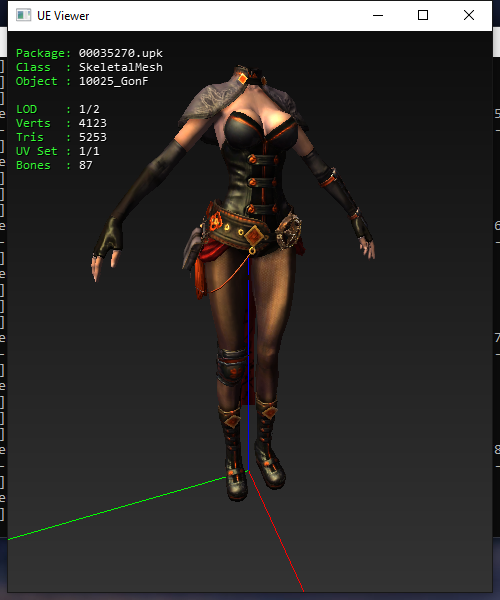 UE Viewer
Package: 00035270.upk
Class : SkeletalMesh
Object : 10025_GonF
LOD : 1/2
Verts : 4123
Tris : 5253
UV Set : 1/1
Bones : 87